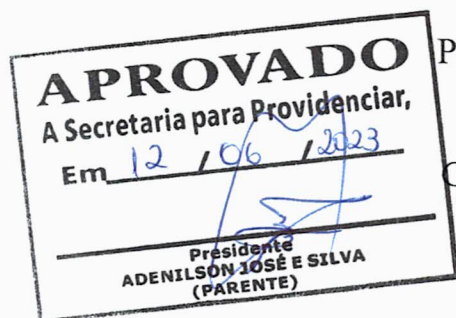 APROVADO
A Secretaria para Providenciar,
Em 12 / 06 / 2023
Presidente
ADENILSON JOSÉ E SILVA
(PARENTE)
P